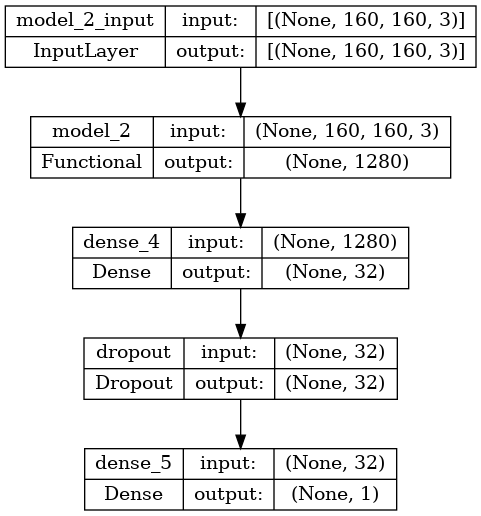 model_2_input input: [(None, 160, 160, 3)]
InputLayer output: [(None, 160, 160, 3)]
model_2 input: (None, 160, 160, 3)
Functional output: (None, 1280)
dense_4 input: (None, 1280)
Dense output: (None, 32)
dropout input: (None, 32)
Dropout output: (None, 32)
dense_5 input: (None, 32)
Dense output: (None, 1)